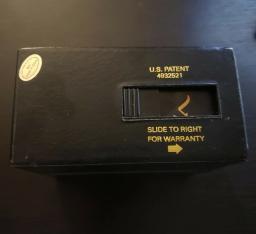 U.S. PATENT
4932521
SLIDE TO RIGHT
FOR WARRANTY